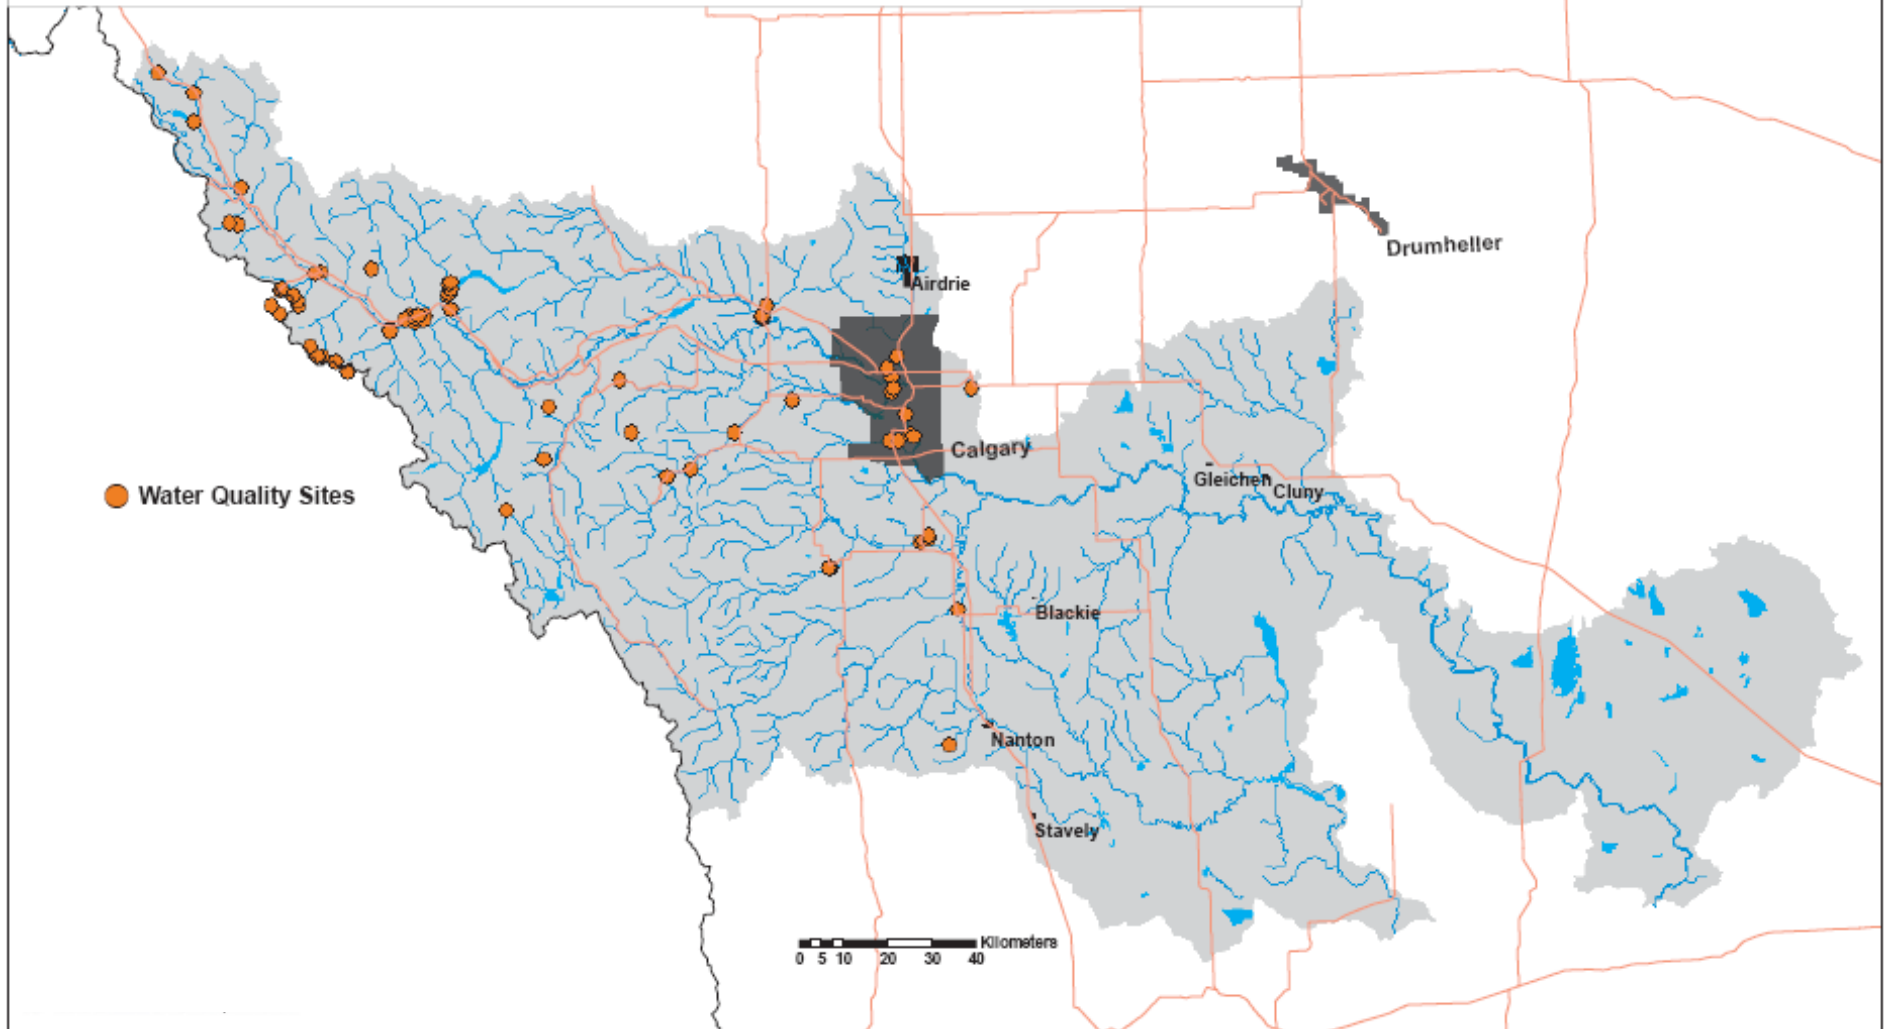 Drumheller
Airdrie
Calgary
Gleichen
Cluny
Water Quality Sites
Blackie
Nanton
Stavely
Kilometers
0 5 10 20 30 40